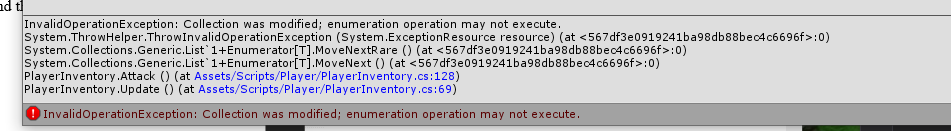 and th
InvalidOperationException: Collection was modified; enumeration operation may not execute.
System.ThrowHelper.ThrowInvalidOperationException (System.ExceptionResource resource) (at <567df3e0919241ba98db88bec4c6696f>:0)
System.Collections.Generic.List`1+Enumerator[T].MoveNextRare () (at <567df3e0919241ba98db88bec4c6696f>:0)
System.Collections.Generic.List`1+Enumerator[T].MoveNext () (at <567df3e0919241ba98db88bec4c6696f>:0)
PlayerInventory.Attack () (at Assets/Scripts/Player/PlayerInventory.cs:128)
PlayerInventory.Update () (at Assets/Scripts/Player/PlayerInventory.cs:69)
InvalidOperationException: Collection was modified; enumeration operation may not execute.